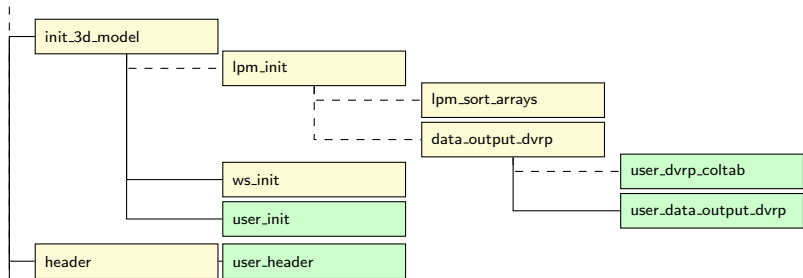 init_3d_model
lpm_init
lpm_sort_arrays
data_output_dvrp
user_dvrp_coltab
ws_init
user_data_output_dvrp
user_init
header
user_header